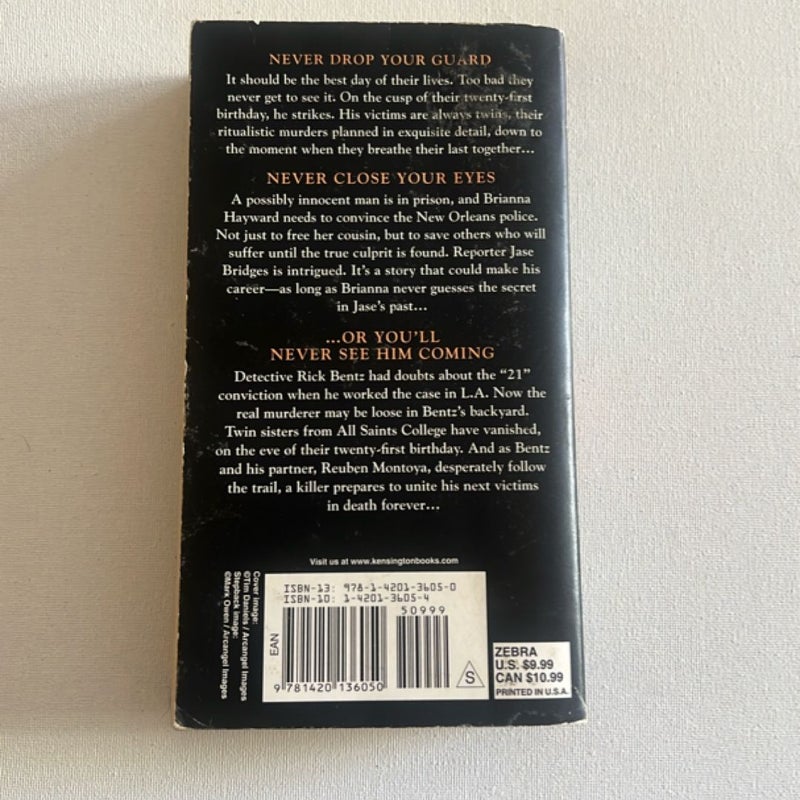 NEVER DROP YOUR GUARD
It should be the best day of their lives. Too bad they
never get to see it. On the cusp of their twenty-first
birthday, he strikes. His victims are always twins, their
ritualistic murders planned in exquisite detail, down to
the moment when they breathe their last together...
NEVER CLOSE YOUR EYES
A possibly innocent man is in prison, and Brianna
Hayward needs to convince the New Orleans police.
Not just to free her cousin, but to save others who will
suffer until the true culprit is found. Reporter Jase
Bridges is intrigued. It's a story that could make his
career—as long as Brianna never guesses the secret
in Jase's past...
...OR YOU'LL
NEVER SEE HIM COMING
Detective Rick Bentz had doubts about the "21"
conviction when he worked the case in L.A. Now the
real murderer may be loose in Bentz's backyard.
Twin sisters from All Saints College have vanished,
on the eve of their twenty-first birthday. And as Bentz
and his partner, Reuben Montoya, desperately follow
the trail, a killer prepares to unite his next victims
in death forever...
Visit us at www.kensingtonbooks.com
Cover image:
©Tim Daniels / Arcangel Images
Stepback image:
©Mark Owen / Arcangel Images
ISBN-13: 978-1-4201-3605-0
ISBN-10: 1-4201-3605-4
50999
EAN
9 781420 136050
S
ZEBRA
U.S. $9.99
CAN $10.99
PRINTED IN U.S.A.